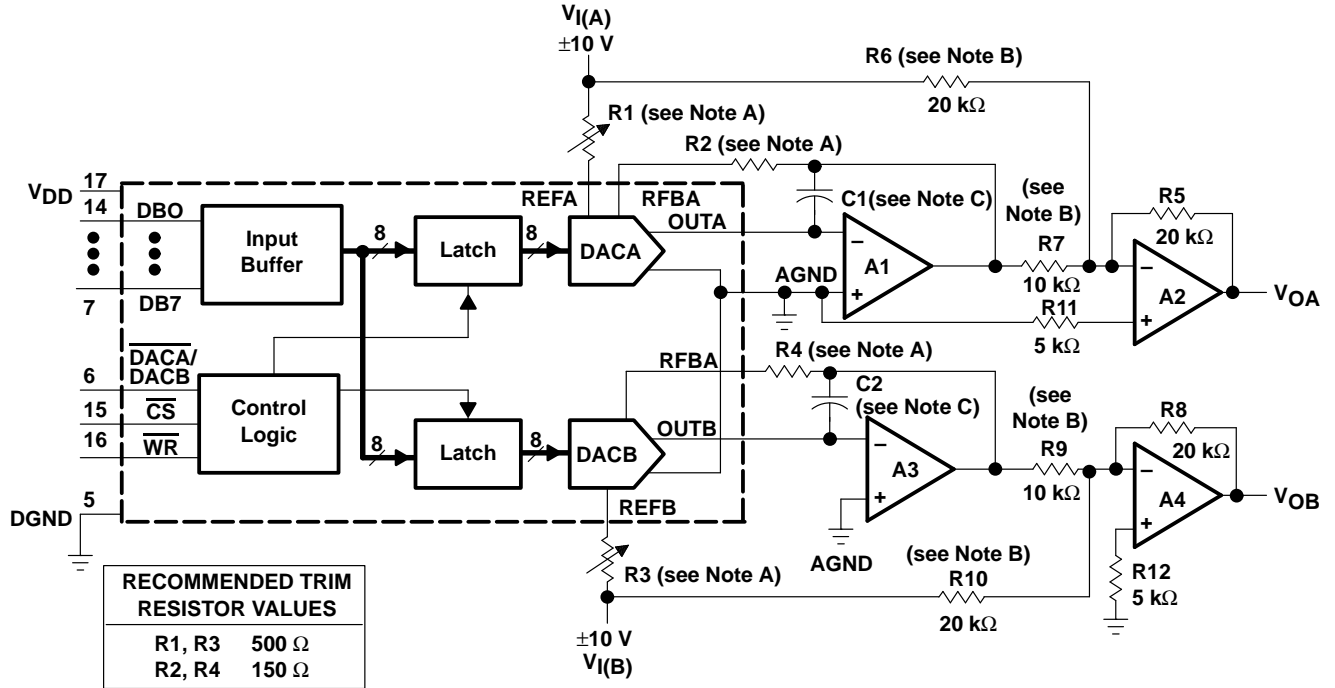 VI(A)
±10 V
R6 (see Note B)
20 kΩ
R1 (see Note A)
R2 (see Note A)
C1(see Note C)
(see
Note B)
R7
10 kΩ
R5
20 kΩ
VDD
17
14
DBO
7
DB7
Input
Buffer
8
Latch
8
REFA
RFBA
DACA
OUTA
AGND
−
A1
+
−
A2
+
VOA
R11
5 kΩ
6
DACA/
DACB
15
CS
16
WR
Control
Logic
8
Latch
8
DACB
RFBA
OUTB
REFB
R4 (see Note A)
C2
(see Note C)
−
A3
+
AGND
(see
Note B)
R9
10 kΩ
R8
20 kΩ
−
A4
+
VOB
R12
5 kΩ
5
DGND
R3 (see Note A)
(see Note B)
R10
20 kΩ
±10 V
VI(B)
RECOMMENDED TRIM
RESISTOR VALUES
R1, R3 500 Ω
R2, R4 150 Ω